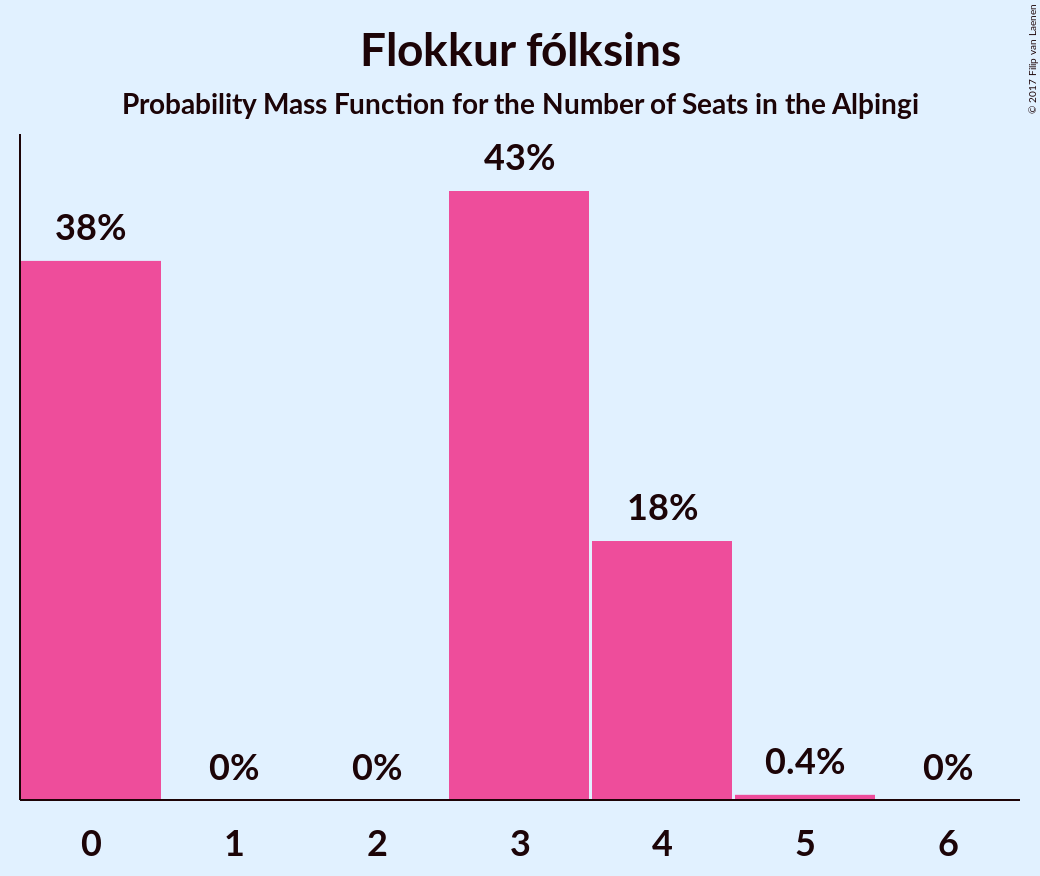 Flokkur fólksins
Probability Mass Function for the Number of Seats in the Alþingi
© 2017 Filip van Laenen
38%
0%
0%
43%
18%
0.4%
0%
0 1 2 3 4 5 6